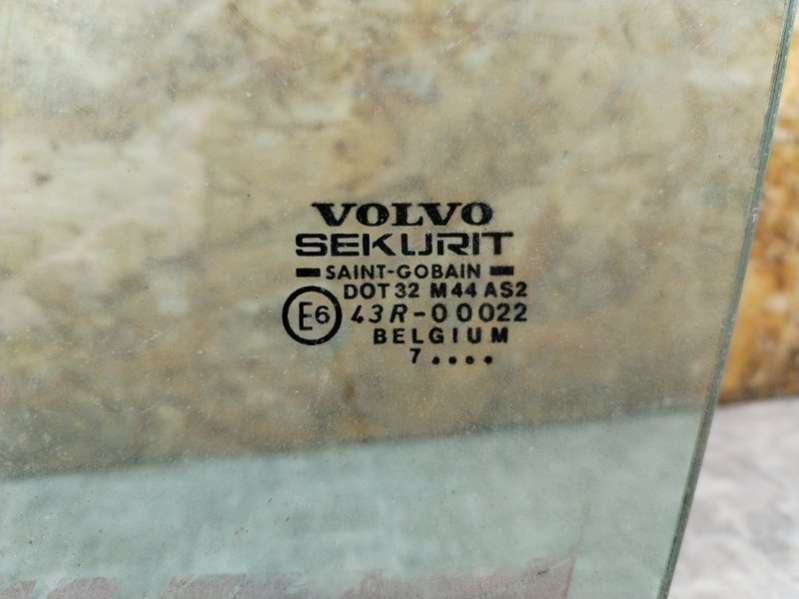 VOLVO
SEKURIT
SAINT-GOBAIN
DOT 32 M44 AS2
E6 43R-00022
BELGIUM
7 ....